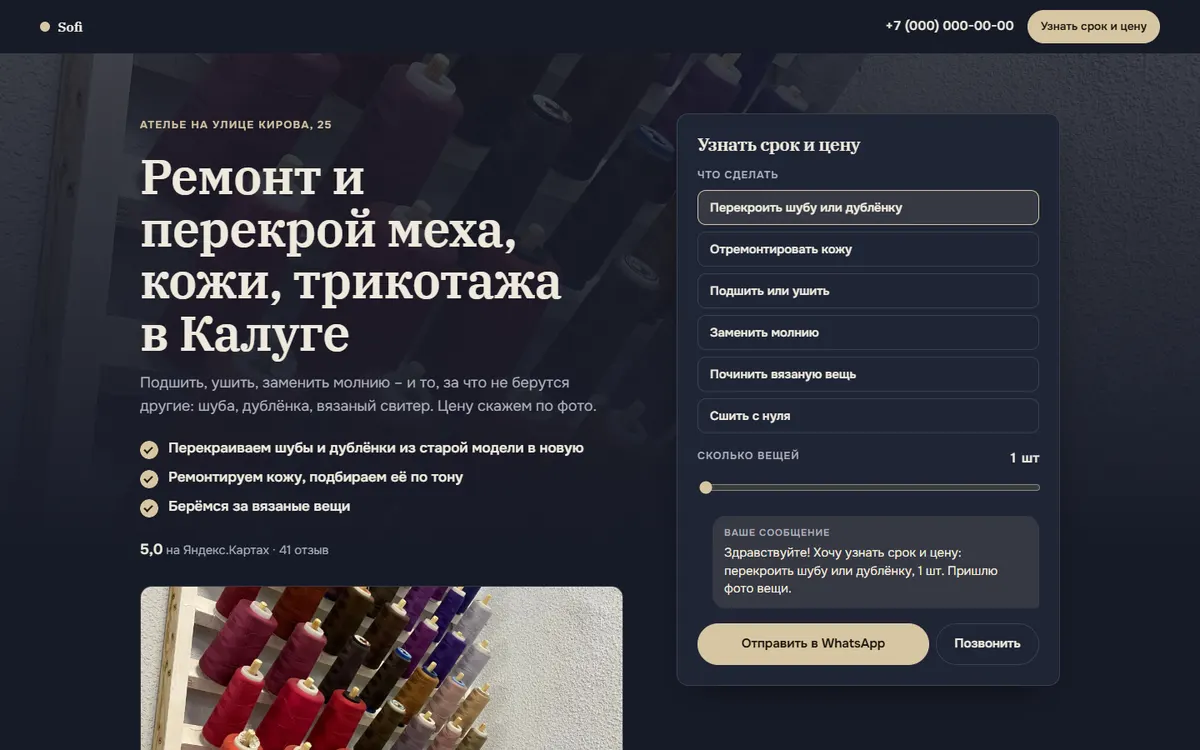 Sofi
+7 (000) 000-00-00
Узнать срок и цену
АТЕЛЬЕ НА УЛИЦЕ КИРОВА, 25
Ремонт и
перекрой меха,
кожи, трикотажа
в Калуге
Подшить, ушить, заменить молнию – и то, за что не берутся
другие: шуба, дублёнка, вязаный свитер. Цену скажем по фото.
Перекраиваем шубы и дублёнки из старой модели в новую
Ремонтируем кожу, подбираем её по тону
Берёмся за вязаные вещи
5,0 на Яндекс.Картах · 41 отзыв
Узнать срок и цену
ЧТО СДЕЛАТЬ
Перекроить шубу или дублёнку
Отремонтировать кожу
Подшить или ушить
Заменить молнию
Починить вязаную вещь
Сшить с нуля
СКОЛЬКО ВЕЩЕЙ
1 шт
ВАШЕ СООБЩЕНИЕ
Здравствуйте! Хочу узнать срок и цену:
перекроить шубу или дублёнку, 1 шт. Пришлю
фото вещи.
Отправить в WhatsApp
Позвонить